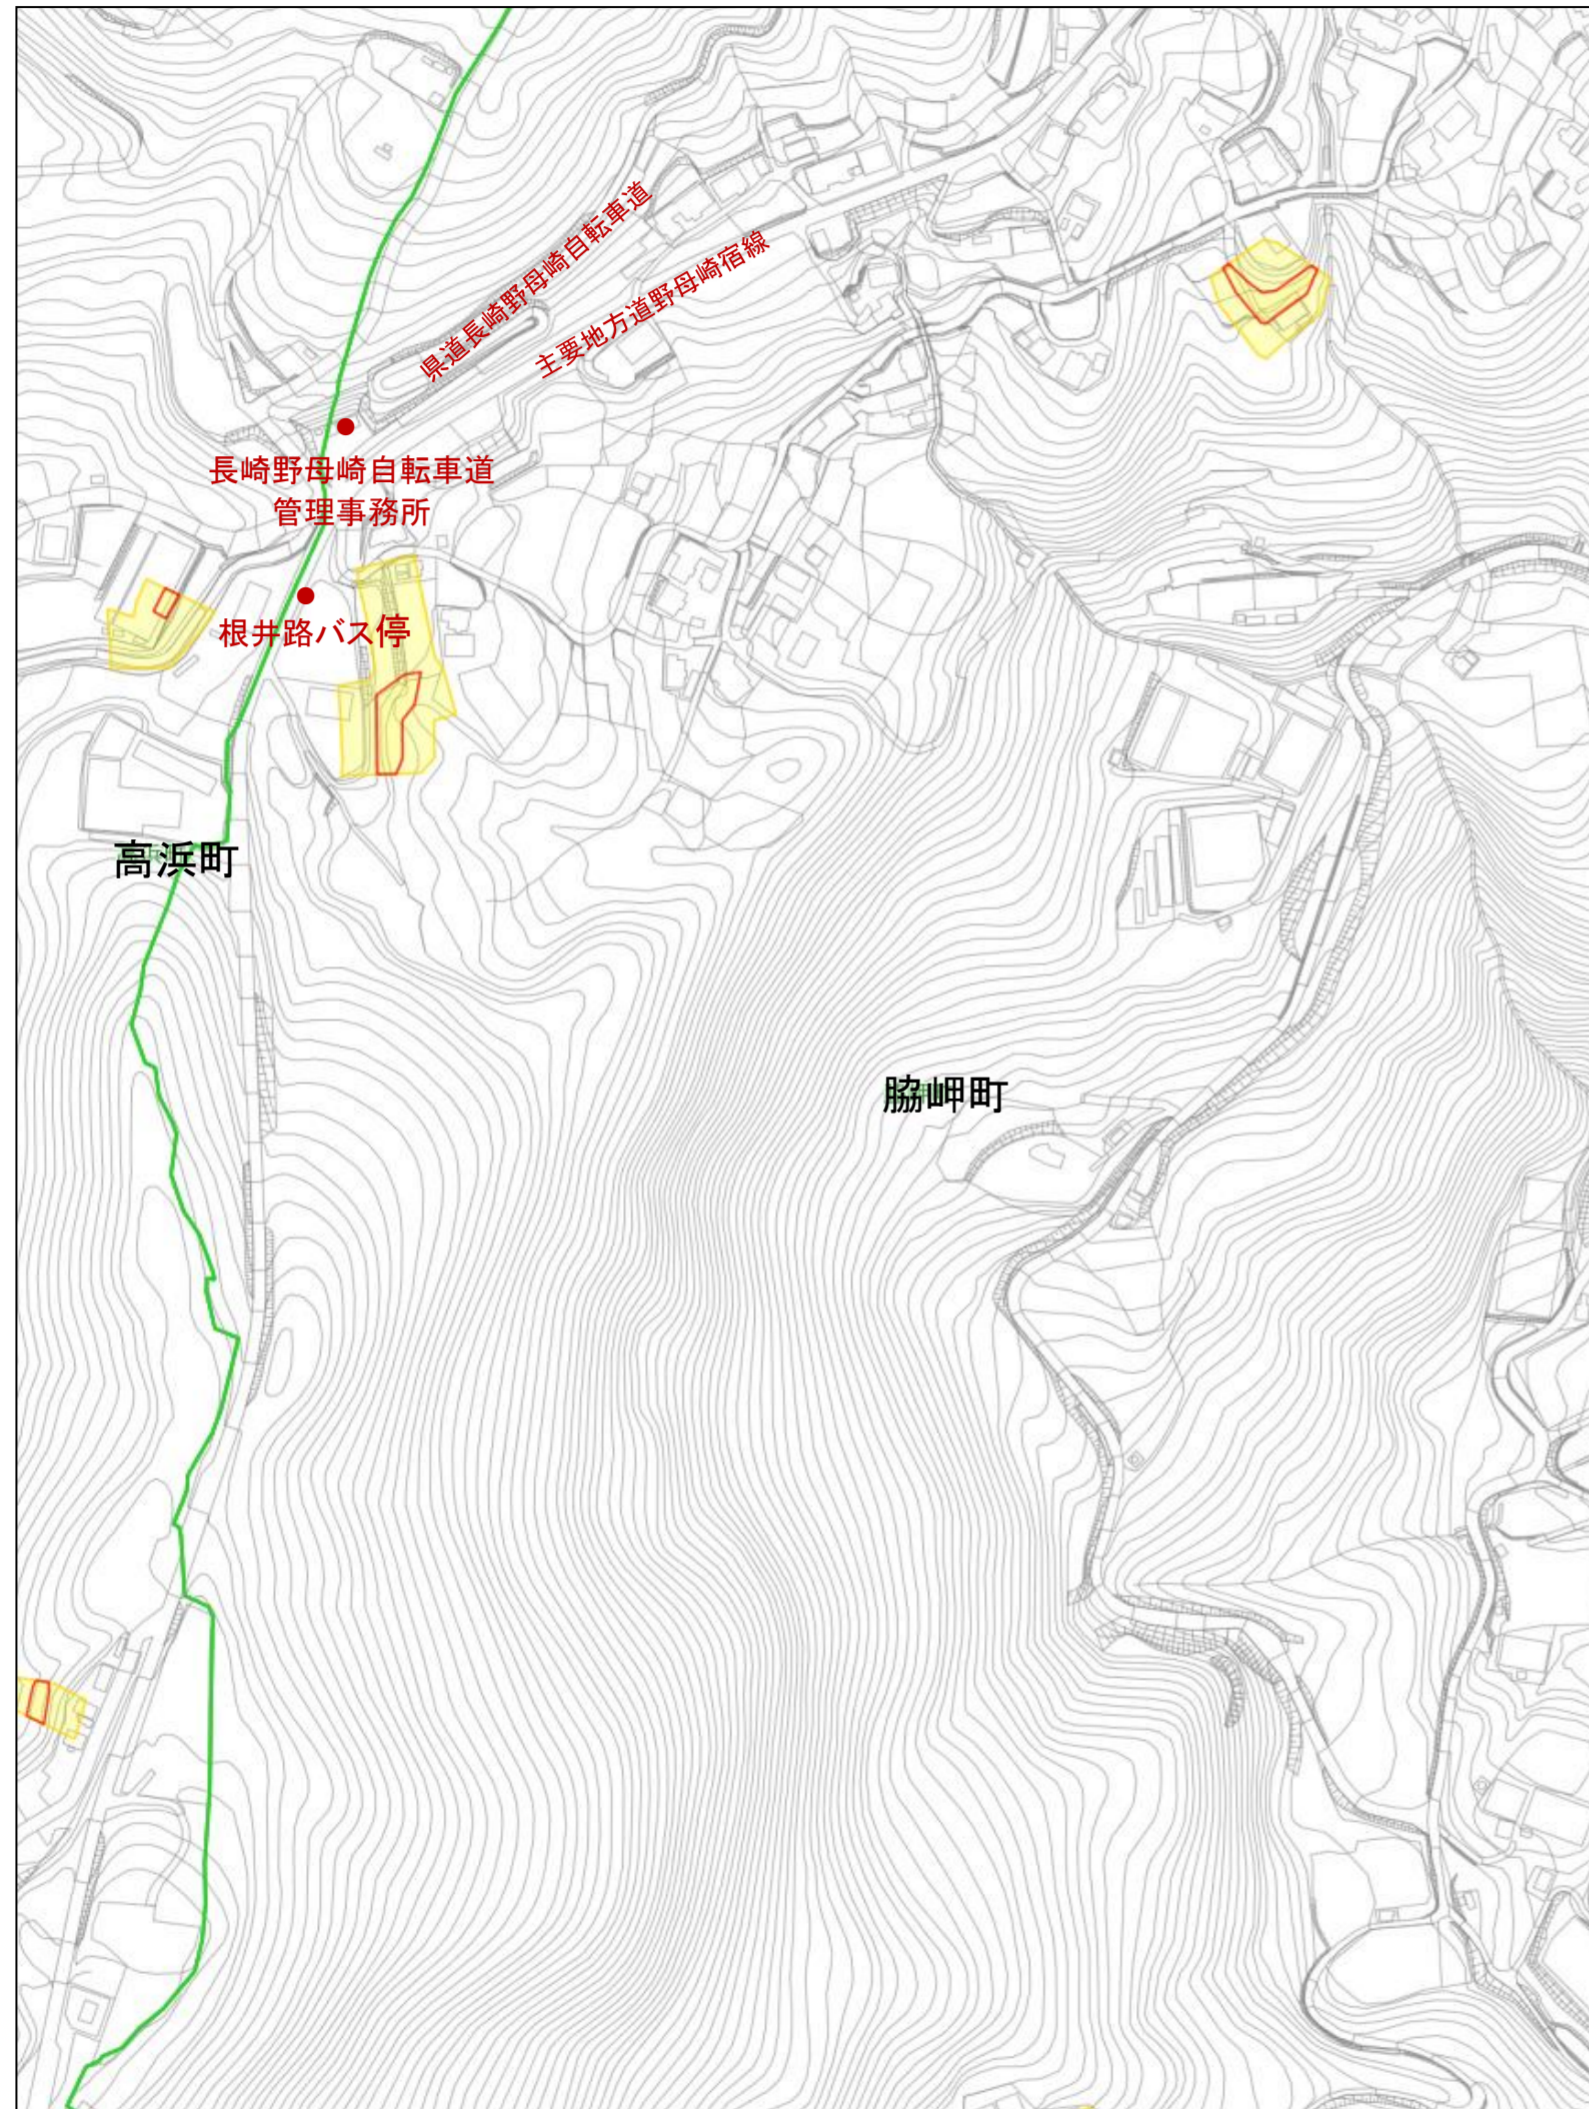 県道長崎野母崎自転車道
主要地方道野母崎宿線
長崎野母崎自転車道
管理事務所
根井路バス停
高浜町
脇岬町